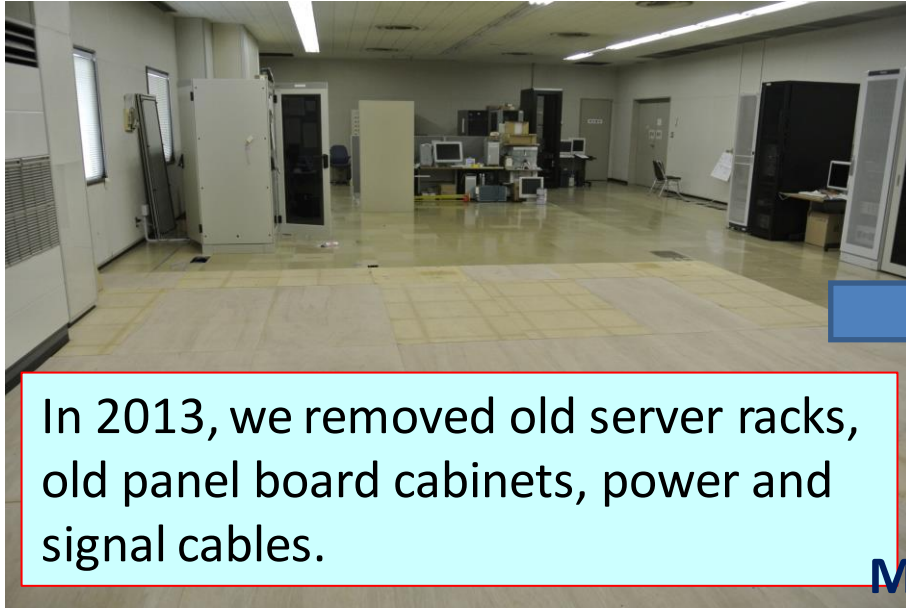 In 2013, we removed old server racks,
old panel board cabinets, power and
signal cables.
M